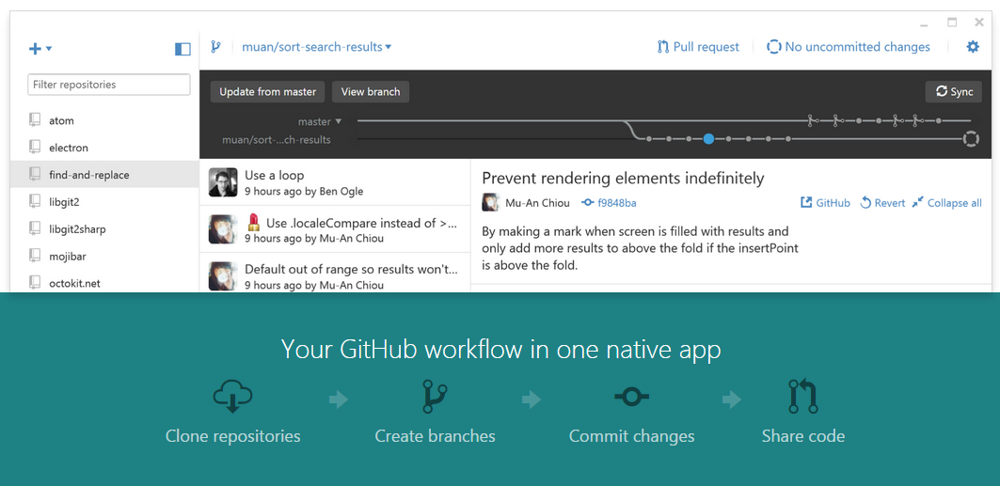 muan/sort-search-results
Pull request
No uncommitted changes
Filter repositories
atom
electron
find-and-replace
libgit2
libgit2sharp
mojibar
octokit.net
Update from master
View branch
Sync
master
muan/sort-...ch-results
Use a loop
9 hours ago by Ben Ogle
Use .localeCompare instead of >...
9 hours ago by Mu-An Chiou
Default out of range so results won't...
9 hours ago by Mu-An Chiou
Prevent rendering elements indefinitely
Mu-An Chiou f9848ba
GitHub Revert Collapse all
By making a mark when screen is filled with results and
only add more results to above the fold if the insertPoint
is above the fold.
Your GitHub workflow in one native app
Clone repositories
Create branches
Commit changes
Share code